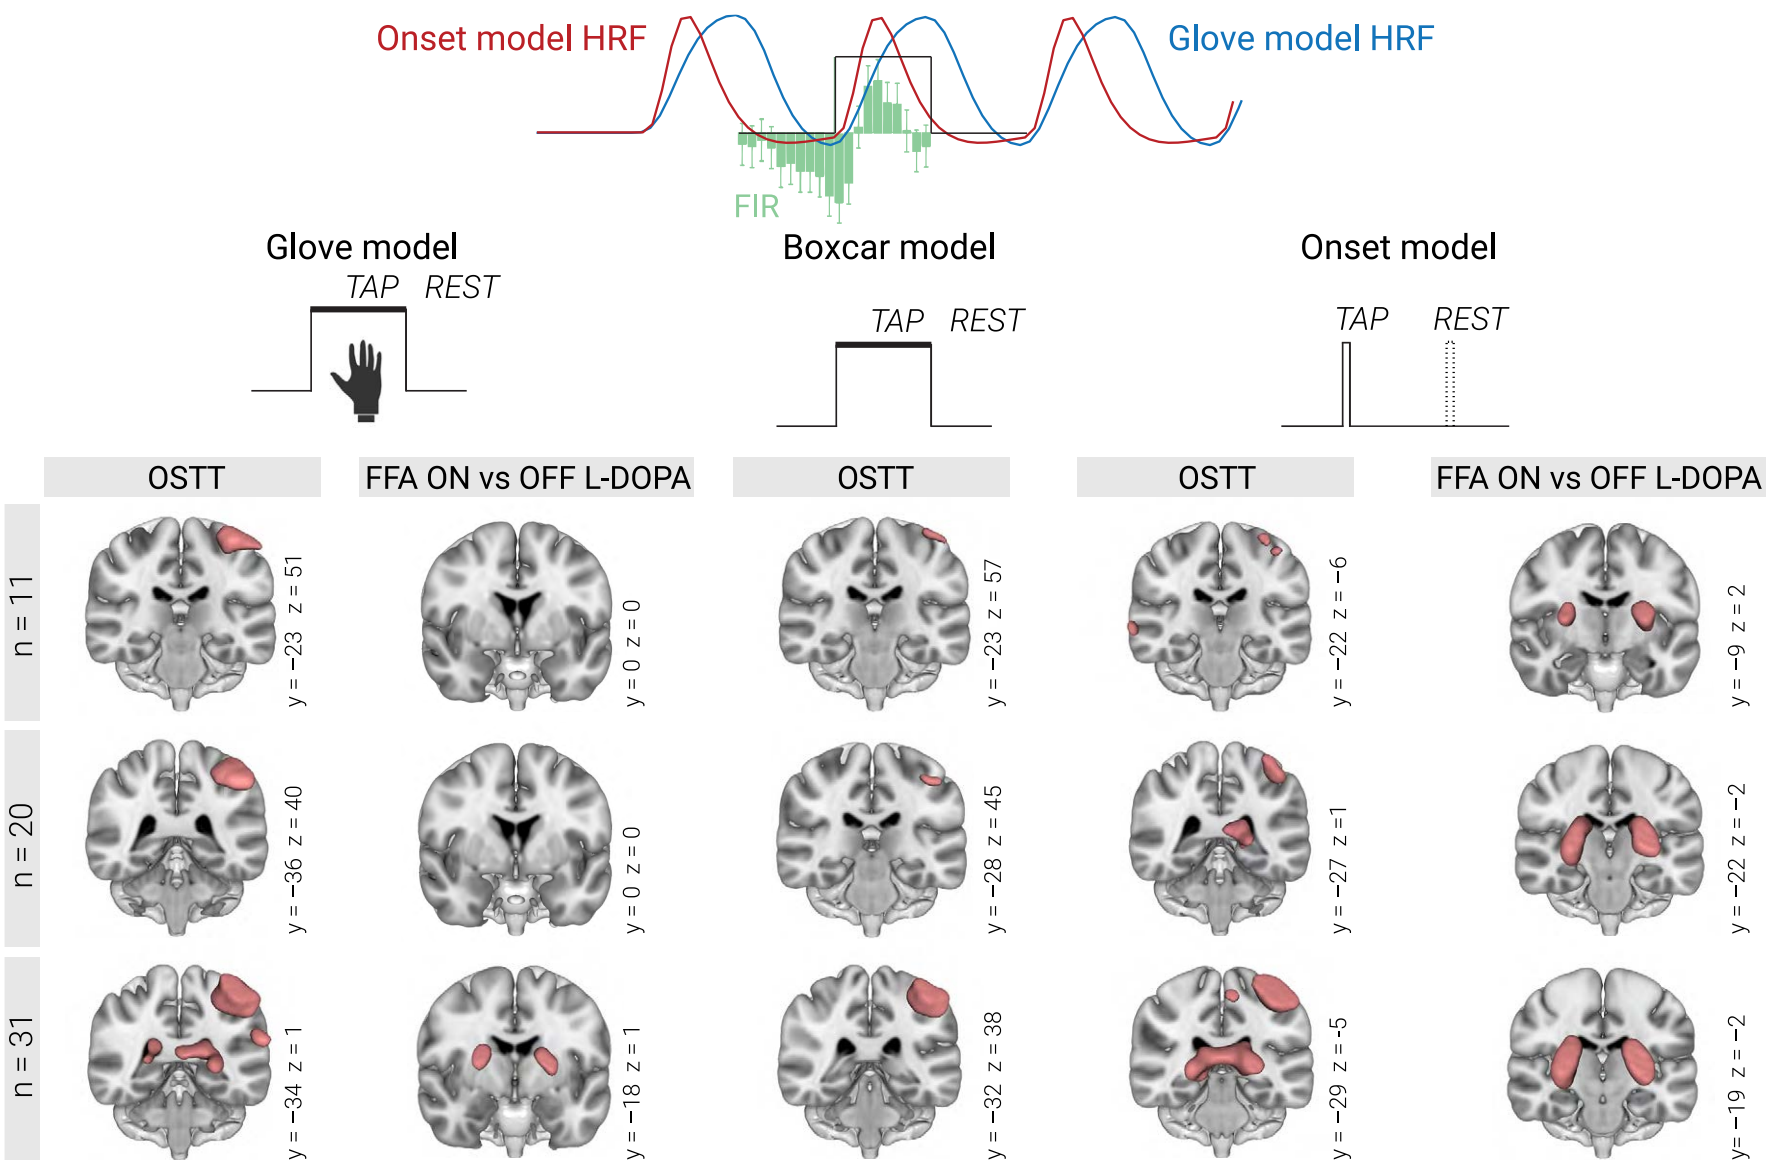 Onset model HRF
Glove model HRF
FIR
Glove model
Boxcar model
Onset model
TAP REST
TAP REST
TAP REST
OSTT
FFA ON vs OFF L-DOPA
OSTT
OSTT
FFA ON vs OFF L-DOPA
n = 11
y = −23 z = 51
y = 0 z = 0
y = −23 z = 57
y = −22 z = −6
y = −9 z = 2
n = 20
y = −36 z = 40
y = 0 z = 0
y = −28 z = 45
y = −27 z = 1
y = −22 z = −2
n = 31
y = −34 z = 1
y = −18 z = 1
y = −32 z = 38
y = −29 z = -5
y = −19 z = −2